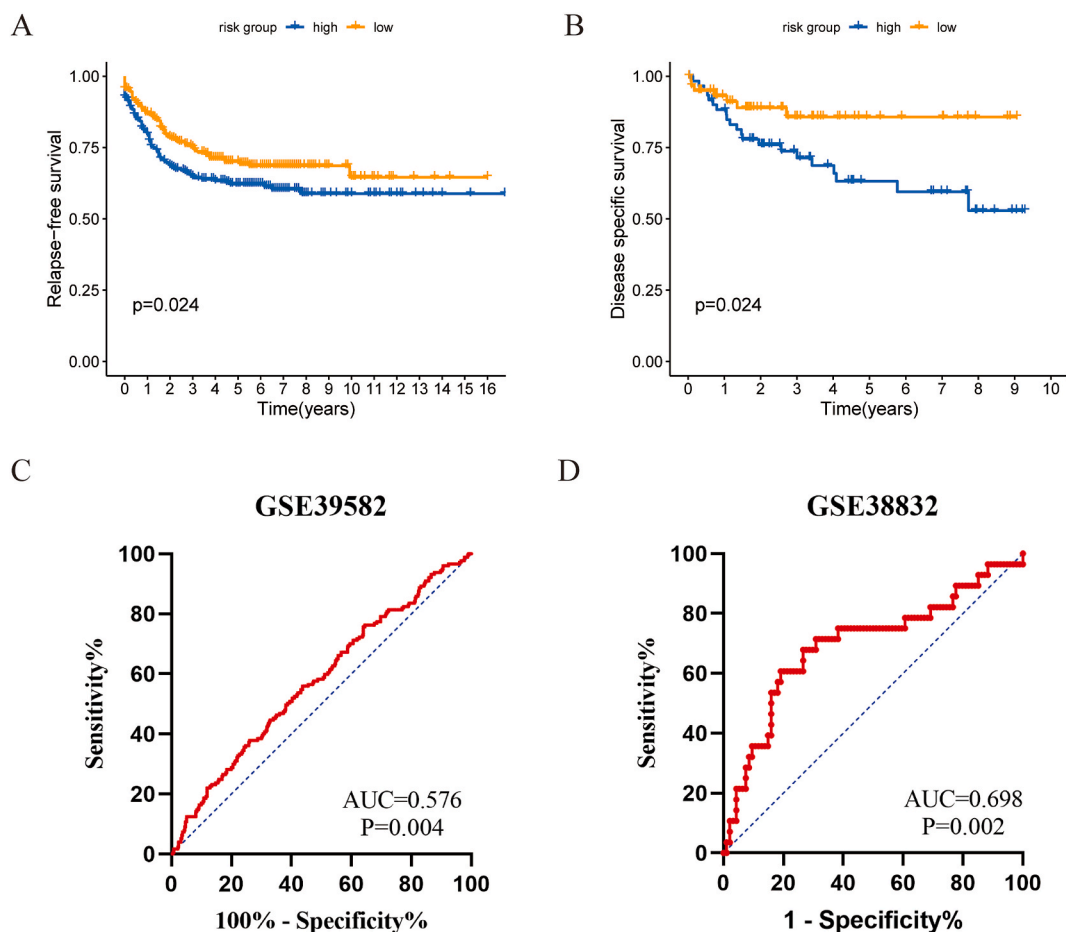 A
risk group high low
Relapse-free survival
1.00
0.75
0.50
0.25
0.00
p=0.024
0 1 2 3 4 5 6 7 8 9 10 11 12 13 14 15 16
Time(years)
B
risk group high low
Disease specific survival
1.00
0.75
0.50
0.25
0.00
p=0.024
0 1 2 3 4 5 6 7 8 9 10
Time(years)
C
GSE39582
Sensitivity%
100
80
60
40
20
0
AUC=0.576
P=0.004
0 20 40 60 80 100
100% - Specificity%
D
GSE38832
Sensitivity%
100
80
60
40
20
0
AUC=0.698
P=0.002
0 20 40 60 80 100
1 - Specificity%